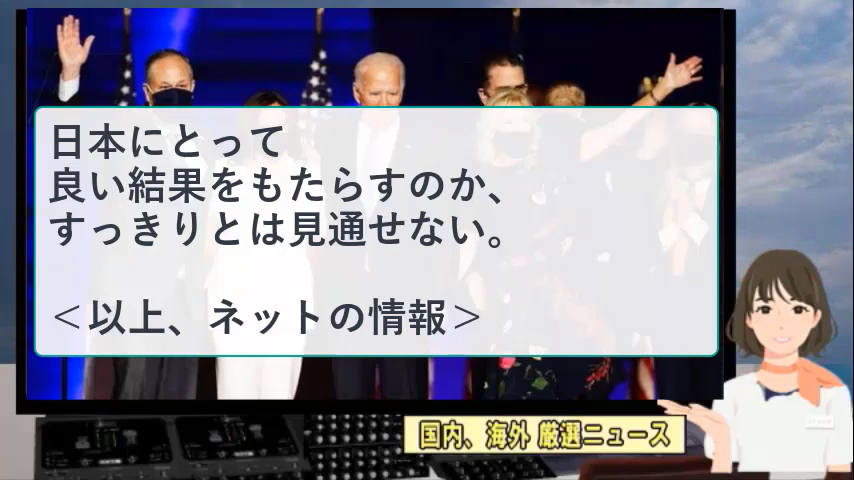 日本にとって
良い結果をもたらすのか、
すっきりとは見通せない。
＜以上、ネットの情報＞
国内、海外 厳選ニュース